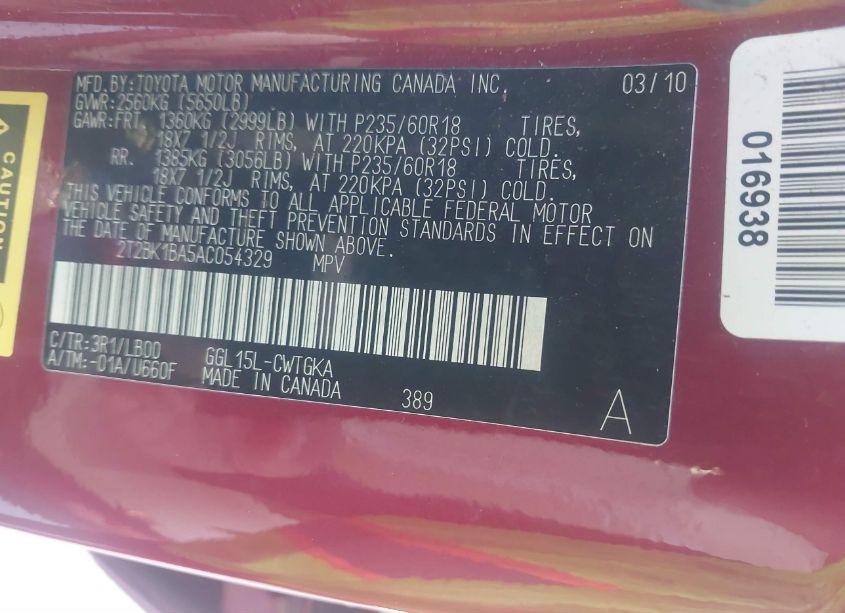 MFD.BY:TOYOTA MOTOR MANUFACTURING CANADA INC. 03/10
GVWR:2560KG (5650LB)
GAWR:FRT. 1360KG (2999LB) WITH P235/60R18 TIRES,
18X7 1/2J RIMS, AT 220KPA (32PSI) COLD.
RR. 1385KG (3056LB) WITH P235/60R18 TIRES,
18X7 1/2J RIMS, AT 220KPA (32PSI) COLD.
THIS VEHICLE CONFORMS TO ALL APPLICABLE FEDERAL MOTOR
VEHICLE SAFETY AND THEFT PREVENTION STANDARDS IN EFFECT ON
THE DATE OF MANUFACTURE SHOWN ABOVE.
2T2BK1BA5AC054329 MPV
C/TR:3R1/LB00 GGL15L-CWTGKA
A/TM:-01A/U660F MADE IN CANADA
389
A
CAUTION
016938